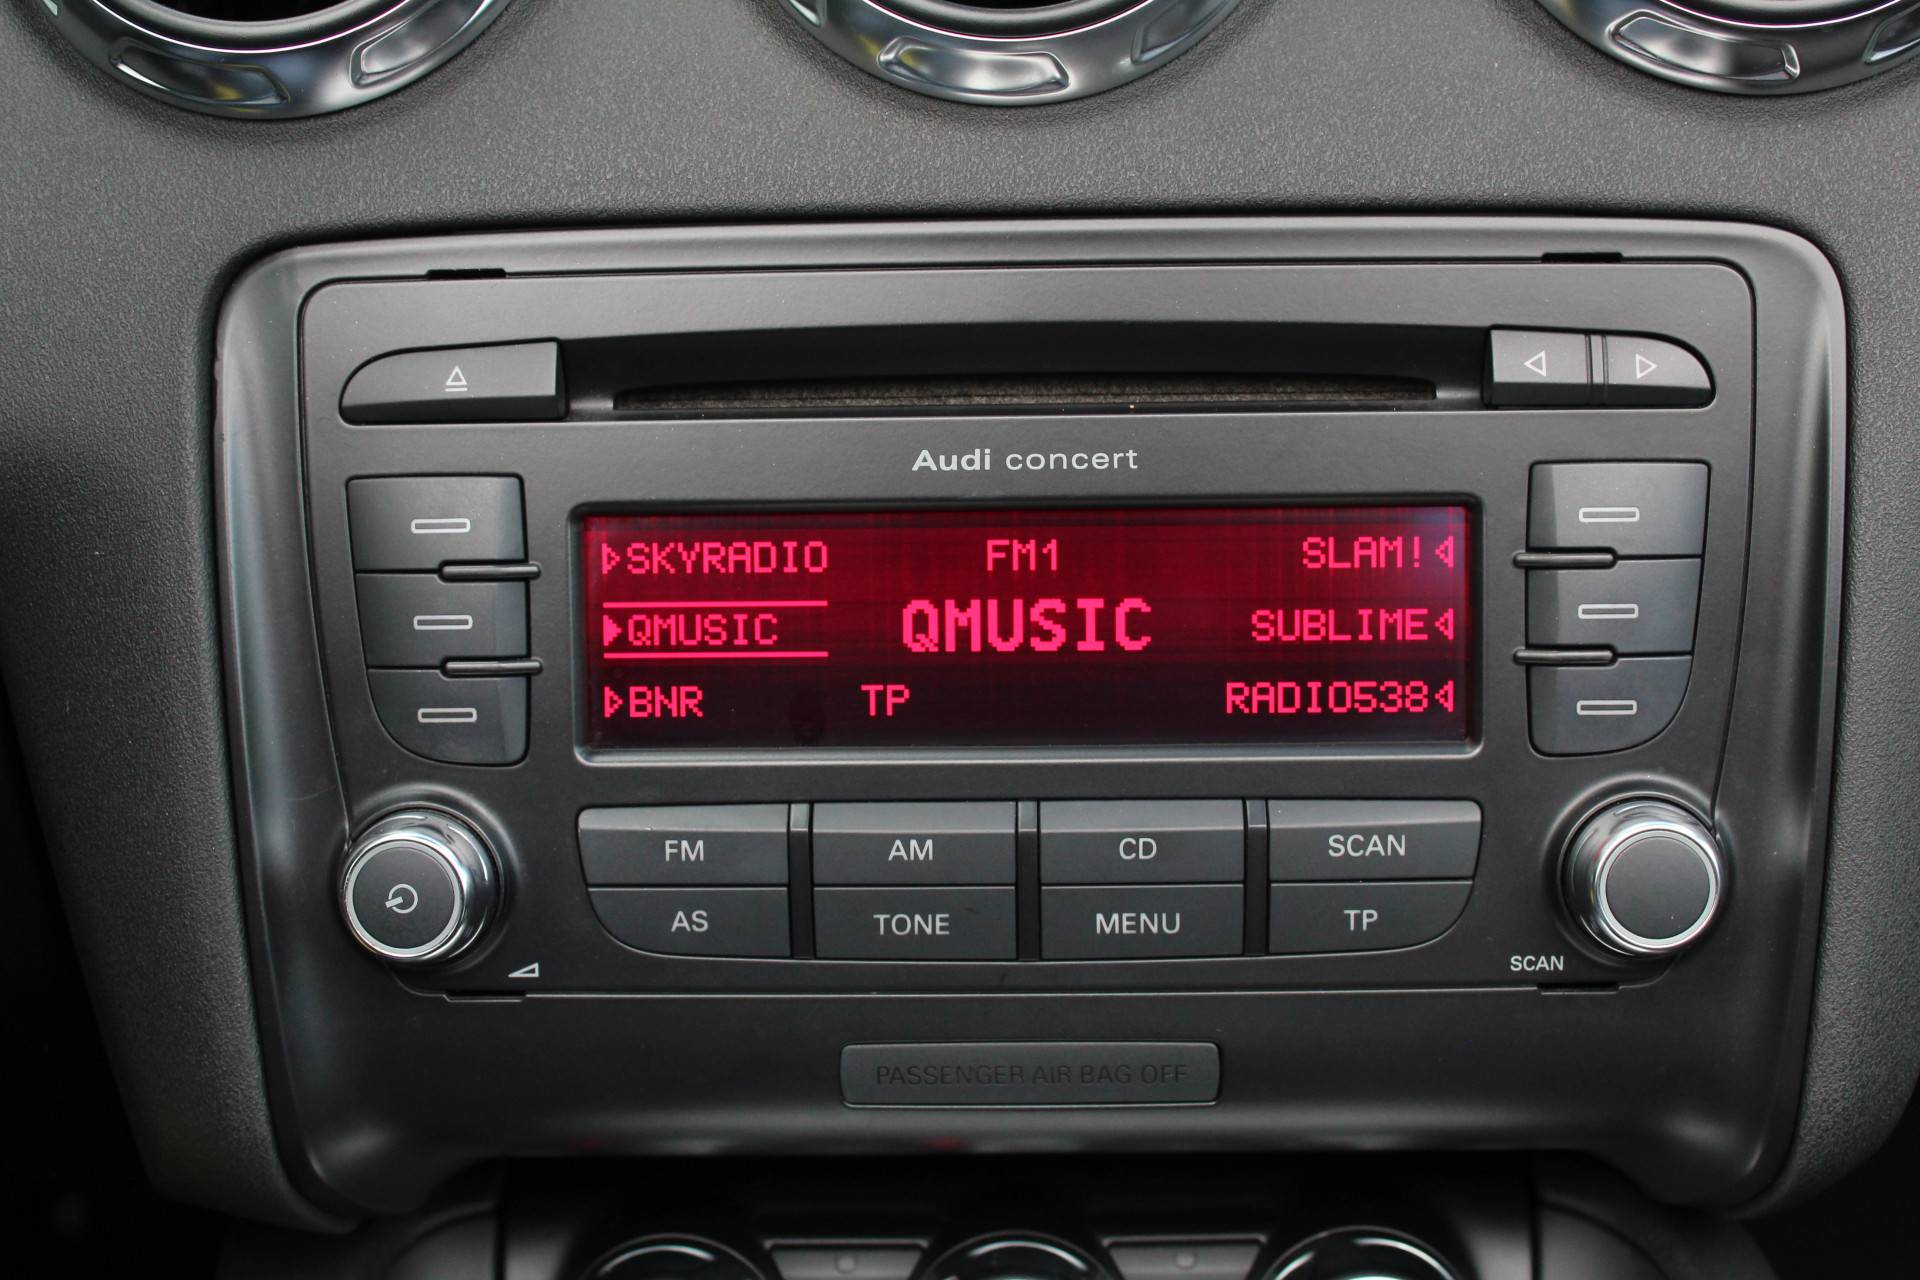 Audi concert
SKYRADIO FM1 SLAM!
QMUSIC QMUSIC SUBLIME
BNR TP RADIO538
FM AM CD SCAN
AS TONE MENU TP
SCAN
PASSENGER AIR BAG OFF